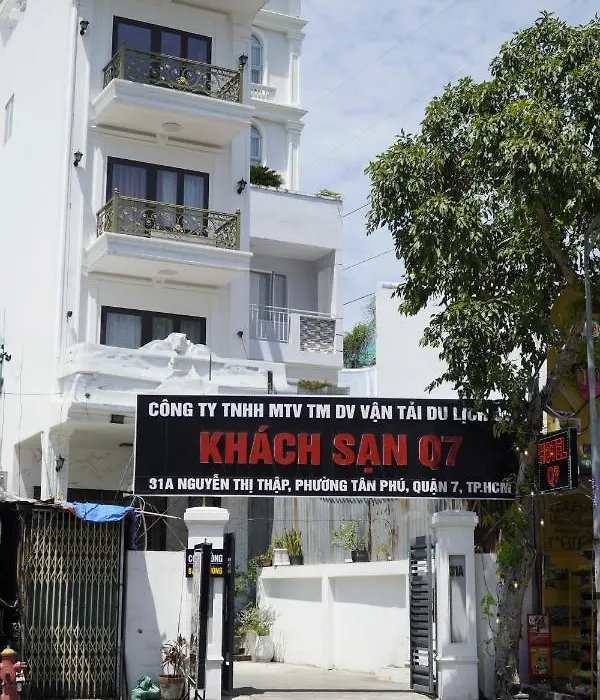 CÔNG TY TNHH MTV TM DV VẬN TẢI DU LỊCH
KHÁCH SẠN Q7
31A NGUYỄN THỊ THẬP, PHƯỜNG TÂN PHÚ, QUẬN 7, TP.HCM
HOTEL
Q7
31A